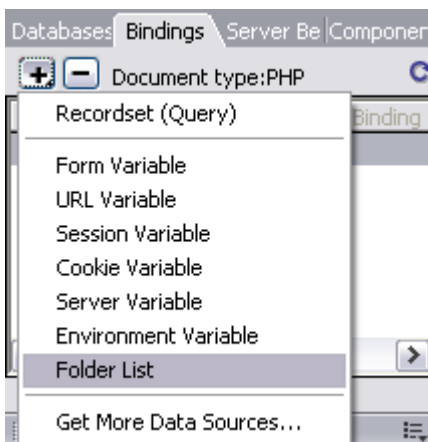 Databases Bindings Server Be Componen
Document type:PHP
Recordset (Query)
Binding
Form Variable
URL Variable
Session Variable
Cookie Variable
Server Variable
Environment Variable
Folder List
Get More Data Sources...